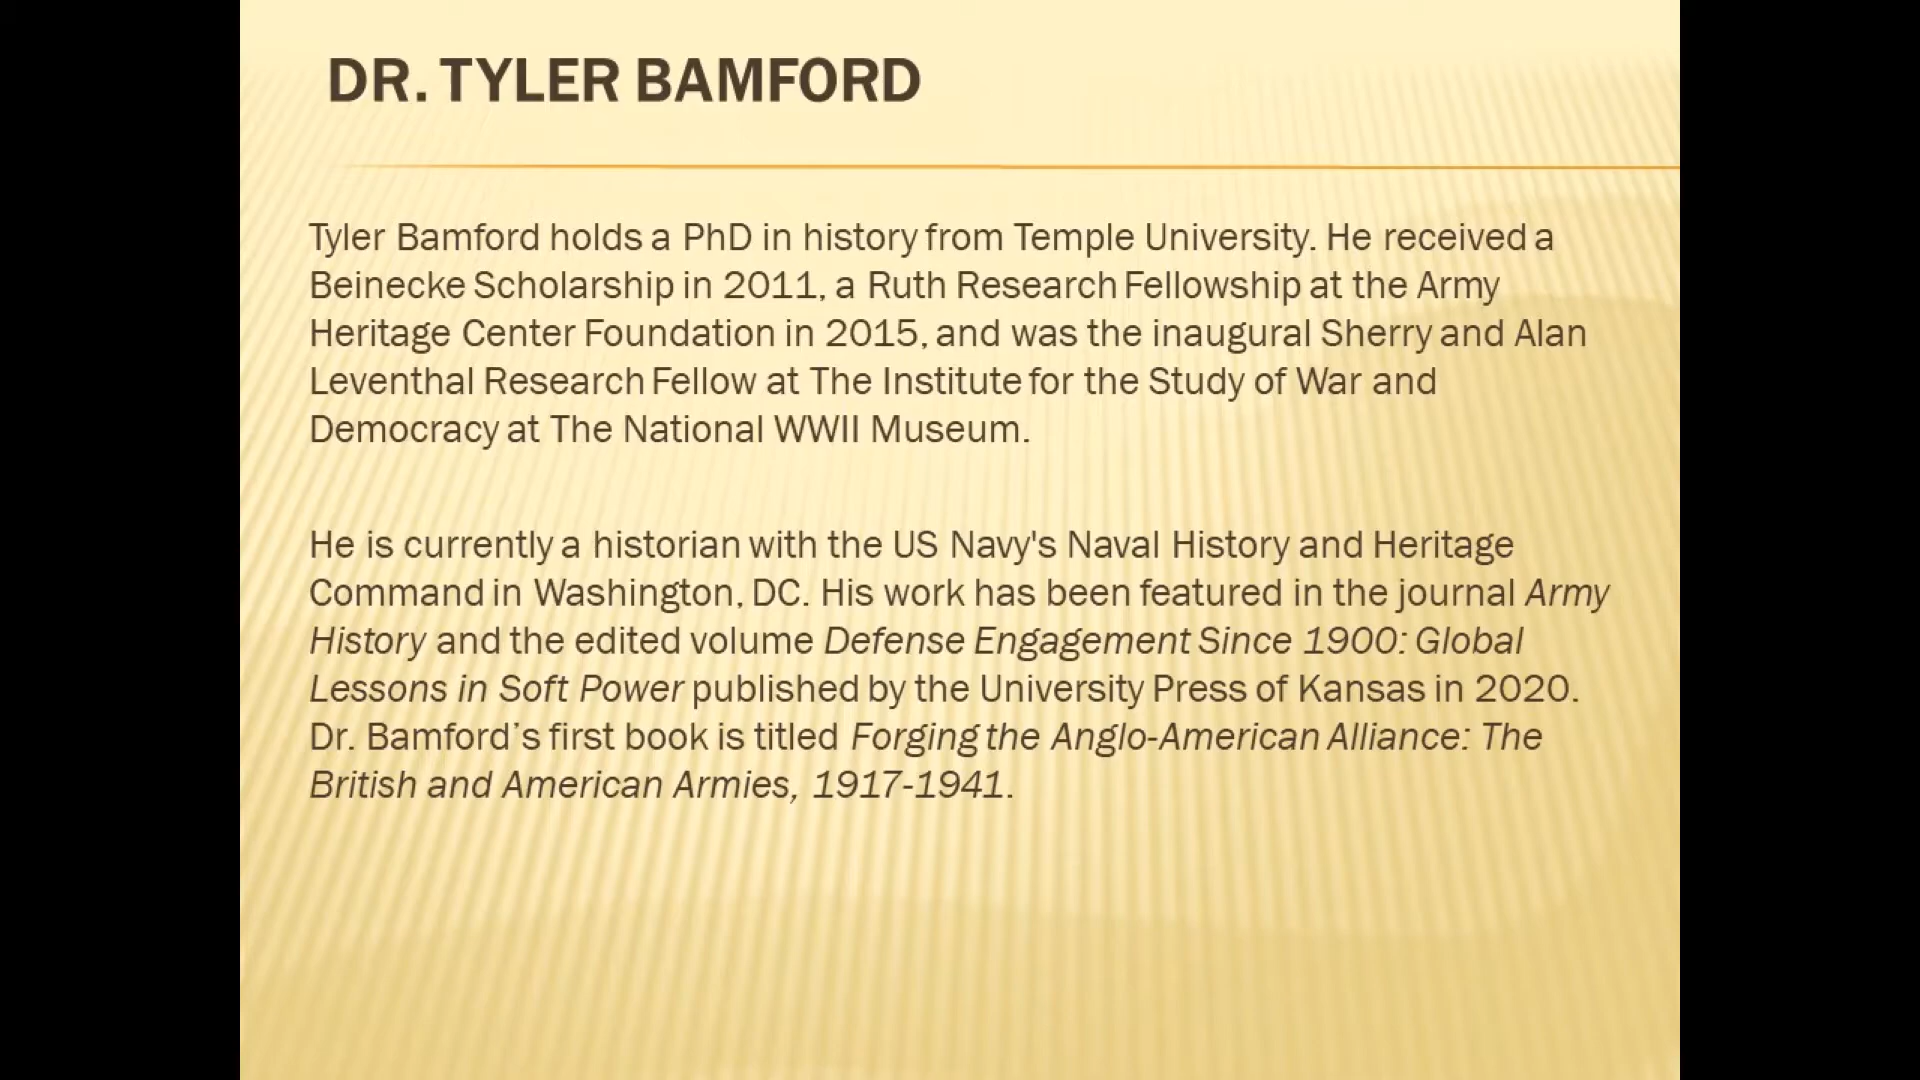 DR. TYLER BAMFORD
Tyler Bamford holds a PhD in history from Temple University. He received a
Beinecke Scholarship in 2011, a Ruth Research Fellowship at the Army
Heritage Center Foundation in 2015, and was the inaugural Sherry and Alan
Leventhal Research Fellow at The Institute for the Study of War and
Democracy at The National WWII Museum.
He is currently a historian with the US Navy's Naval History and Heritage
Command in Washington, DC. His work has been featured in the journal Army
History and the edited volume Defense Engagement Since 1900: Global
Lessons in Soft Power published by the University Press of Kansas in 2020.
Dr. Bamford’s first book is titled Forging the Anglo-American Alliance: The
British and American Armies, 1917-1941.